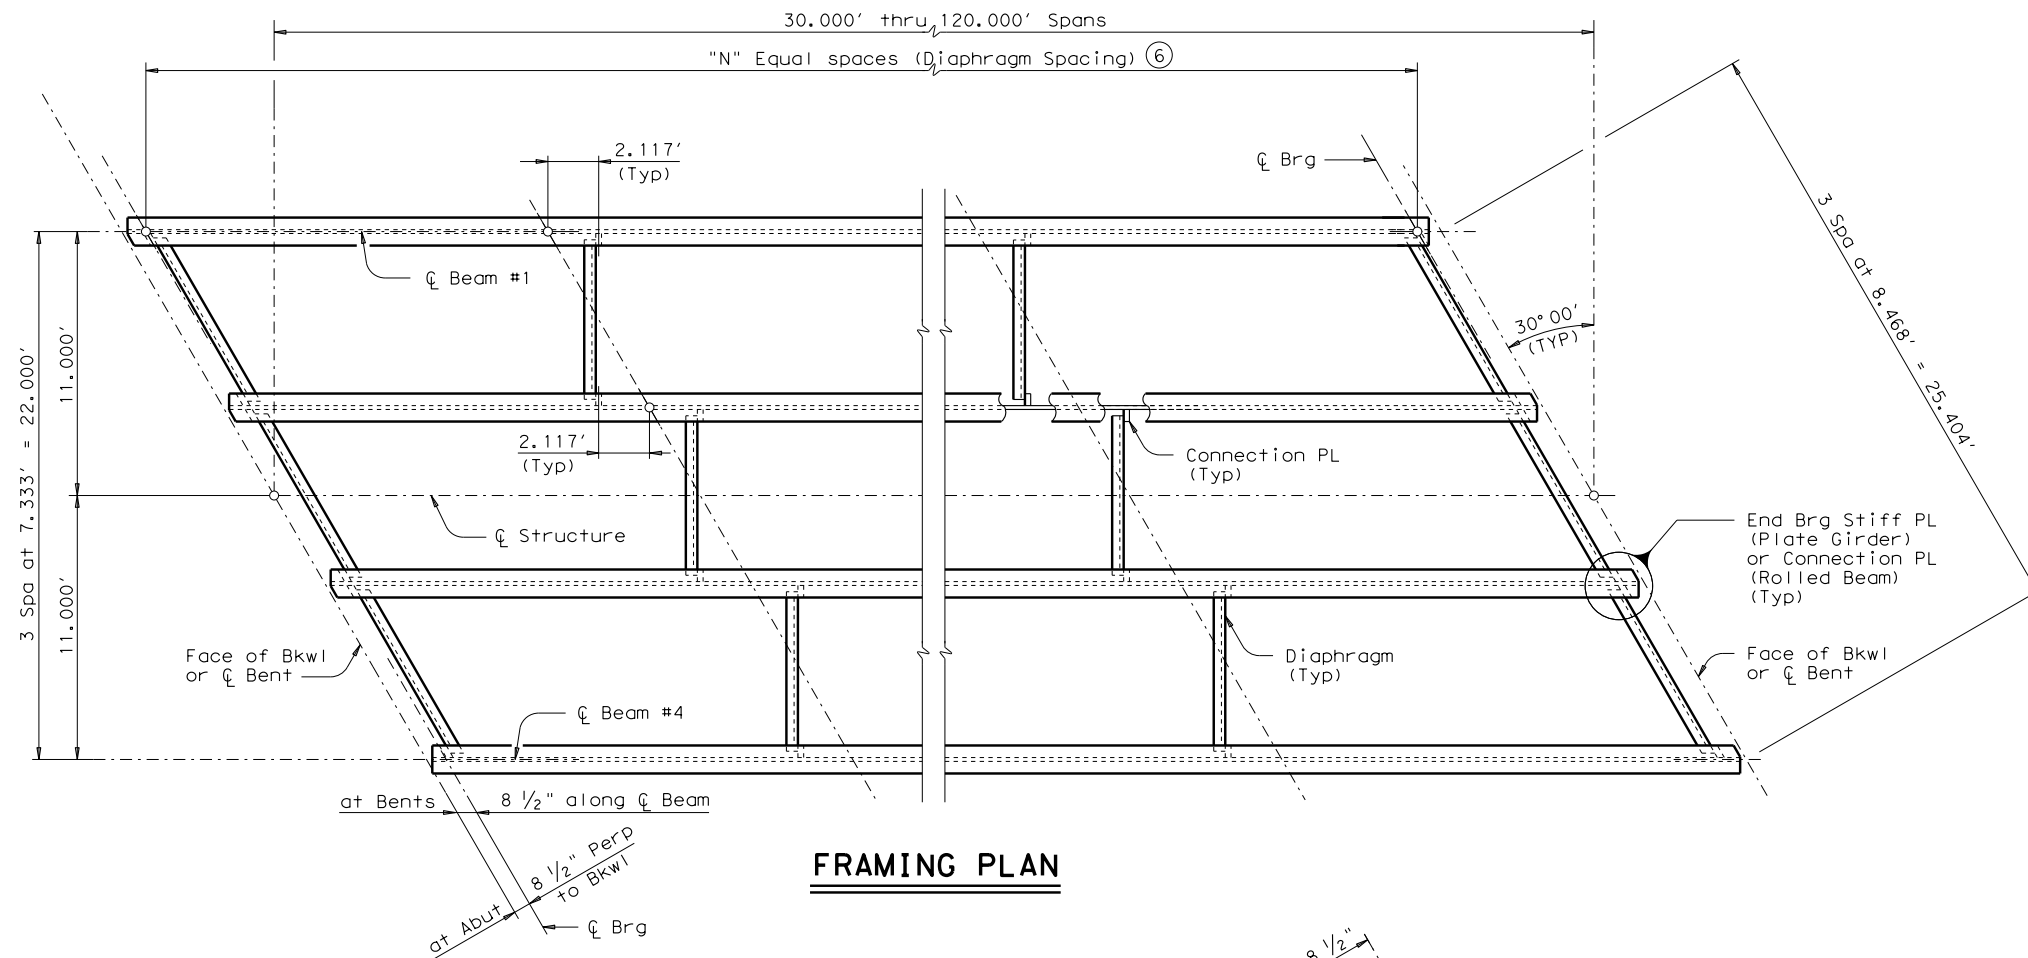 30.000' thru 120.000' Spans
"N" Equal spaces (Diaphragm Spacing) 6
2.117'
(Typ)
℄ Brg
℄ Beam #1
3 Spa at 8.468' = 25.404'
30°00'
(TYP)
3 Spa at 7.333' = 22.000'
11.000'
11.000'
2.117'
(Typ)
Connection PL
(Typ)
℄ Structure
End Brg Stiff PL
(Plate Girder)
or Connection PL
(Rolled Beam)
(Typ)
Face of Bkwl
or ℄ Bent
Diaphragm
(Typ)
Face of Bkwl
or ℄ Bent
℄ Beam #4
at Bents
8 ½" along ℄ Beam
8 ½" Perp
to Bkwl
at Abut
℄ Brg
FRAMING PLAN
8 ½"